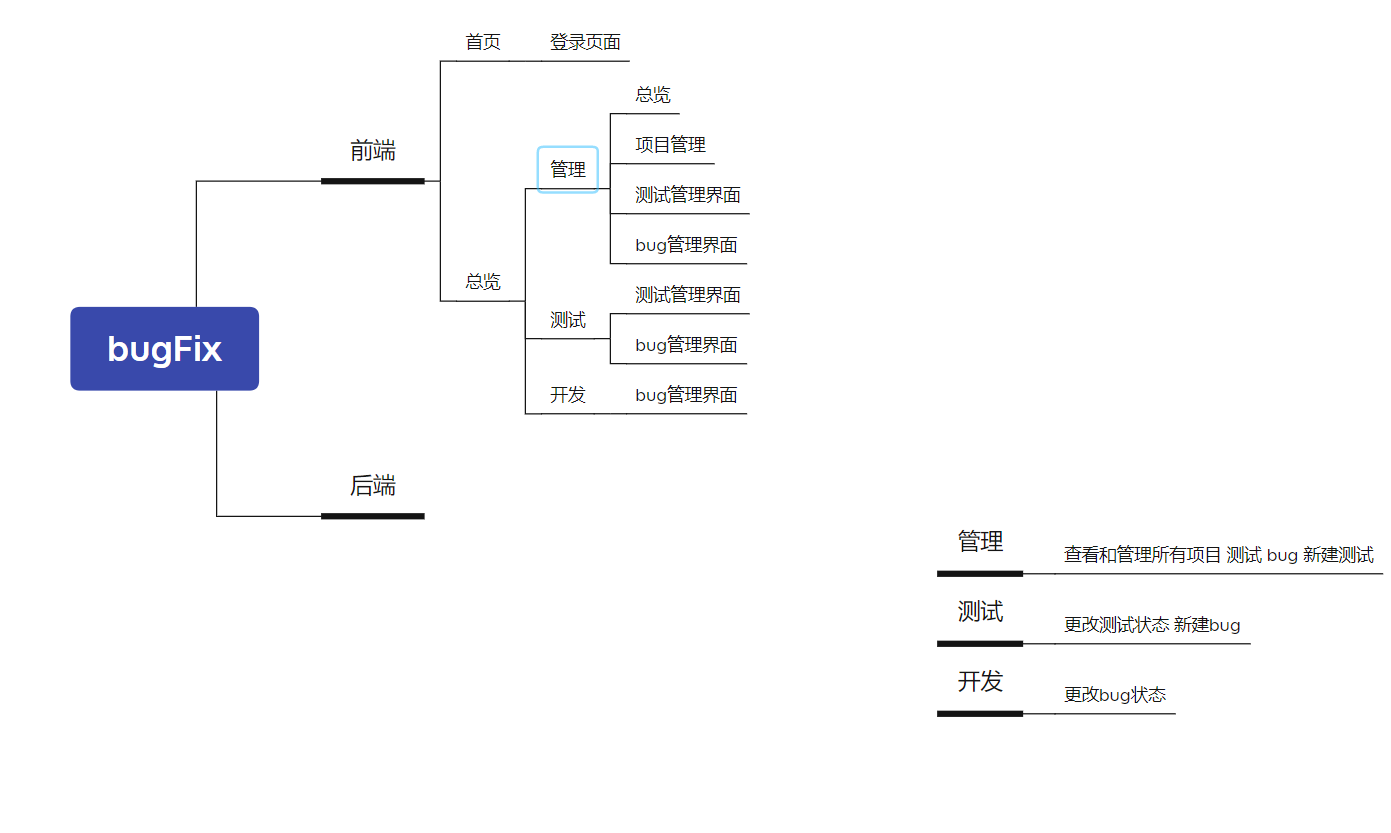 首页
登录页面
总览
前端
项目管理
管理
测试管理界面
bug管理界面
总览
测试管理界面
测试
bugFix
bug管理界面
开发
bug管理界面
后端
管理
查看和管理所有项目 测试 bug 新建测试
测试
更改测试状态 新建bug
开发
更改bug状态